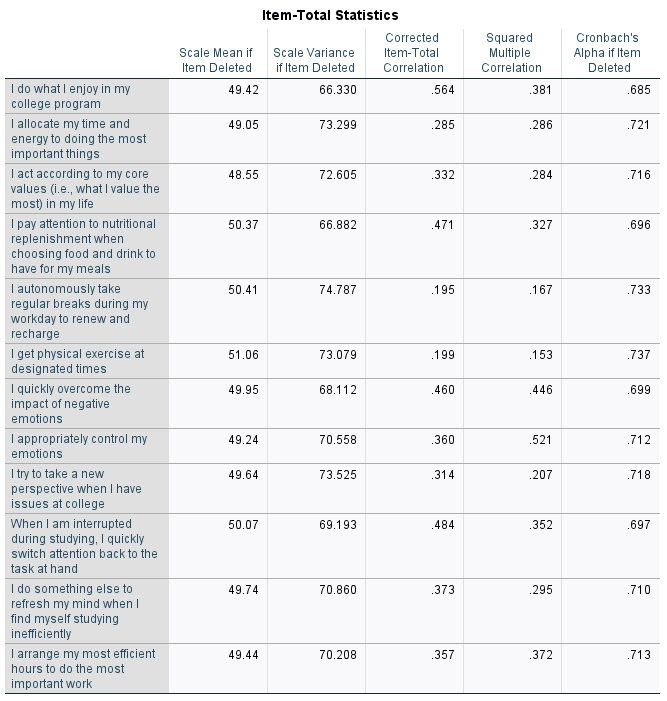 Item-Total Statistics
Scale Mean if Item Deleted | Scale Variance if Item Deleted | Corrected Item-Total Correlation | Squared Multiple Correlation | Cronbach's Alpha if Item Deleted
I do what I enjoy in my college program 49.42 66.330 .564 .381 .685
I allocate my time and energy to doing the most important things 49.05 73.299 .285 .286 .721
I act according to my core values (i.e., what I value the most) in my life 48.55 72.605 .332 .284 .716
I pay attention to nutritional replenishment when choosing food and drink to have for my meals 50.37 66.882 .471 .327 .696
I autonomously take regular breaks during my workday to renew and recharge 50.41 74.787 .195 .167 .733
I get physical exercise at designated times 51.06 73.079 .199 .153 .737
I quickly overcome the impact of negative emotions 49.95 68.112 .460 .446 .699
I appropriately control my emotions 49.24 70.558 .360 .521 .712
I try to take a new perspective when I have issues at college 49.64 73.525 .314 .207 .718
When I am interrupted during studying, I quickly switch attention back to the task at hand 50.07 69.193 .484 .352 .697
I do something else to refresh my mind when I find myself studying inefficiently 49.74 70.860 .373 .295 .710
I arrange my most efficient hours to do the most important work 49.44 70.208 .357 .372 .713